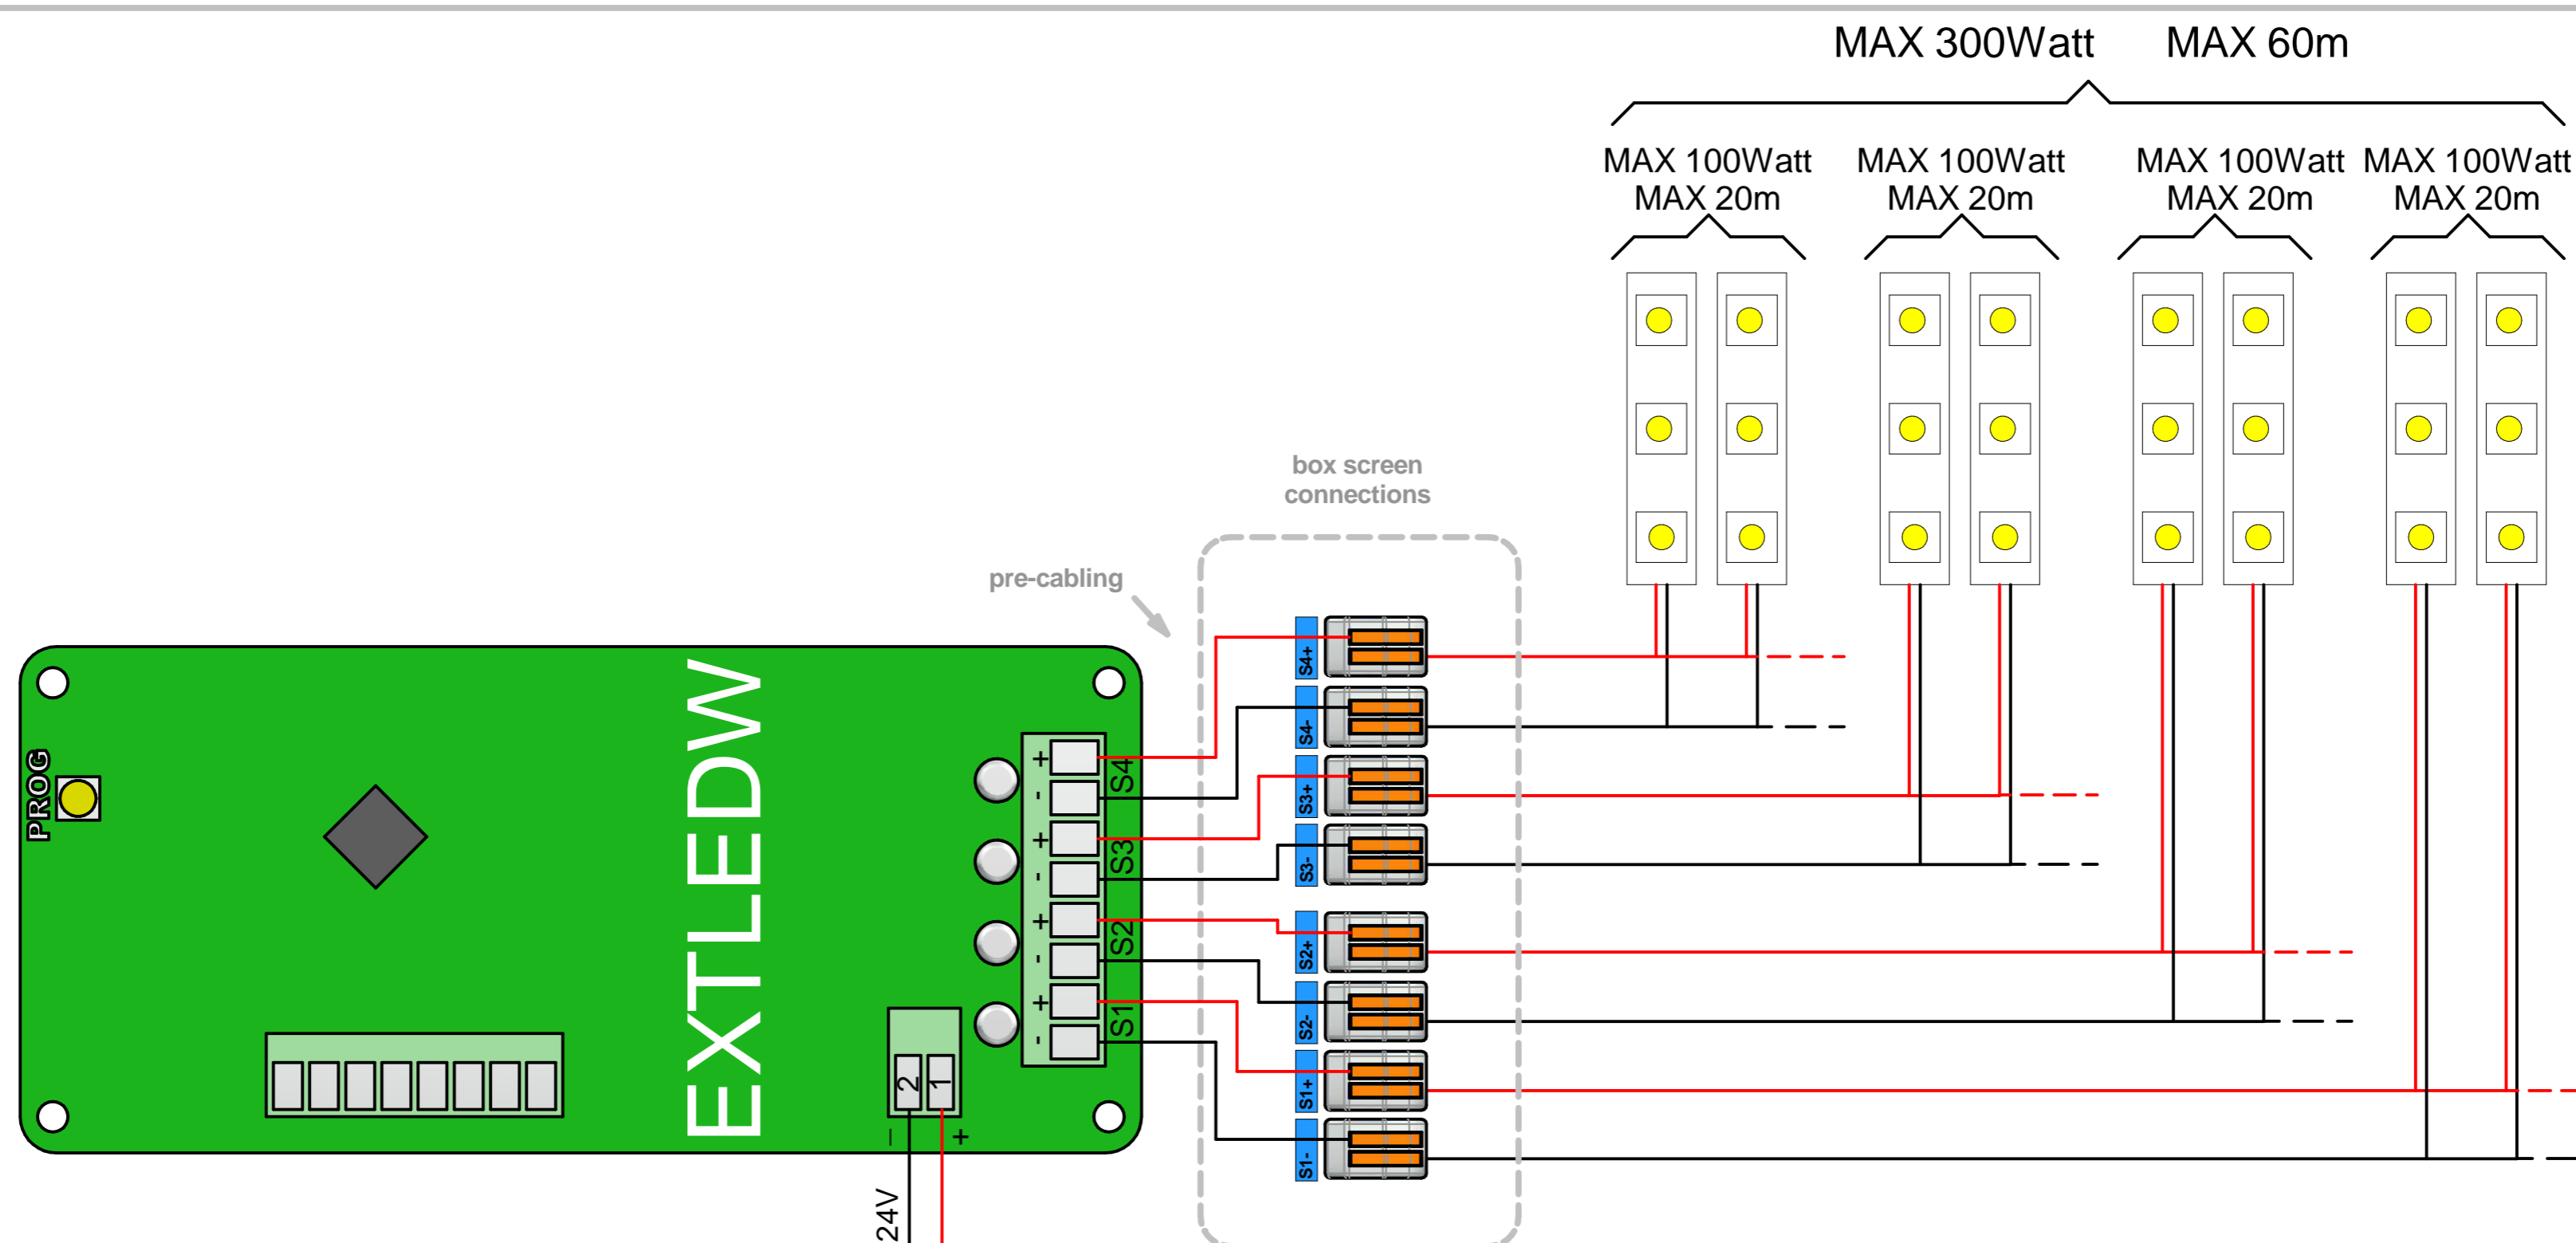 MAX 300Watt MAX 60m
MAX 100Watt MAX 100Watt MAX 100Watt MAX 100Watt
MAX 20m MAX 20m MAX 20m MAX 20m
box screen
connections
pre-cabling
PROG
EXTLEDW
+ S4
-
+ S3
-
+ S2
-
+ S1
-
S4+
S4-
S3+
S3-
S2+
S2-
S1+
S1-
2 1
– +
24V